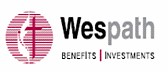 Wespath
BENEFITS | INVESTMENTS